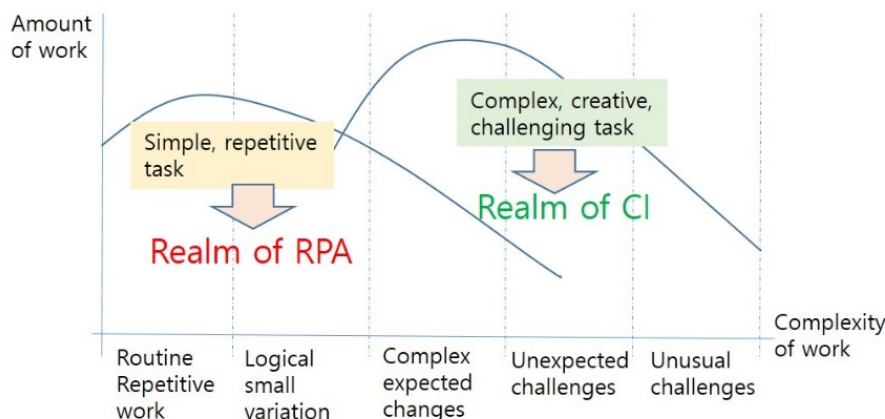 Amount
of work
Simple, repetitive
task
Realm of RPA
Complex, creative,
challenging task
Realm of CI
Complexity
of work
Routine
Repetitive
work
Logical
small
variation
Complex
expected
changes
Unexpected
challenges
Unusual
challenges